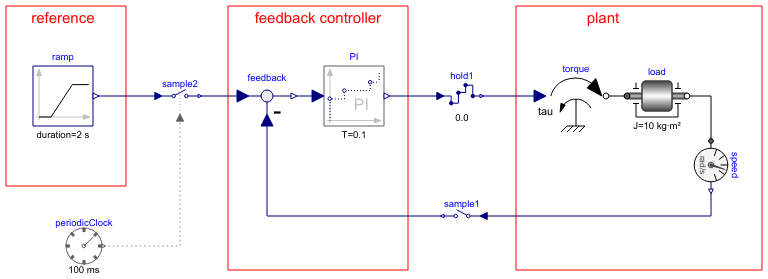 reference
feedback controller
plant
ramp
sample2
feedback
PI
hold1
torque
load
PI
tau
0.0
J=10 kg·m²
duration=2 s
T=0.1
rad/s
speed
sample1
periodicClock
100 ms